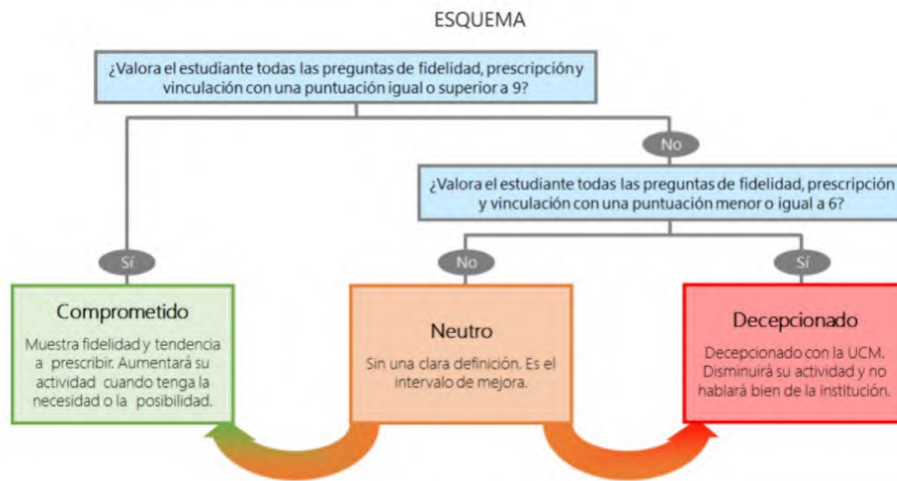 ESQUEMA
¿Valora el estudiante todas las preguntas de fidelidad, prescripción y
vinculación con una puntuación igual o superior a 9?
No
¿Valora el estudiante todas las preguntas de fidelidad, prescripción
y vinculación con una puntuación menor o igual a 6?
Sí
No
Sí
Comprometido
Muestra fidelidad y tendencia
a prescribir. Aumentará su
actividad cuando tenga la
necesidad o la posibilidad.
Neutro
Sin una clara definición. Es el
intervalo de mejora.
Decepcionado
Decepcionado con la UCM.
Disminuirá su actividad y no
hablará bien de la institución.